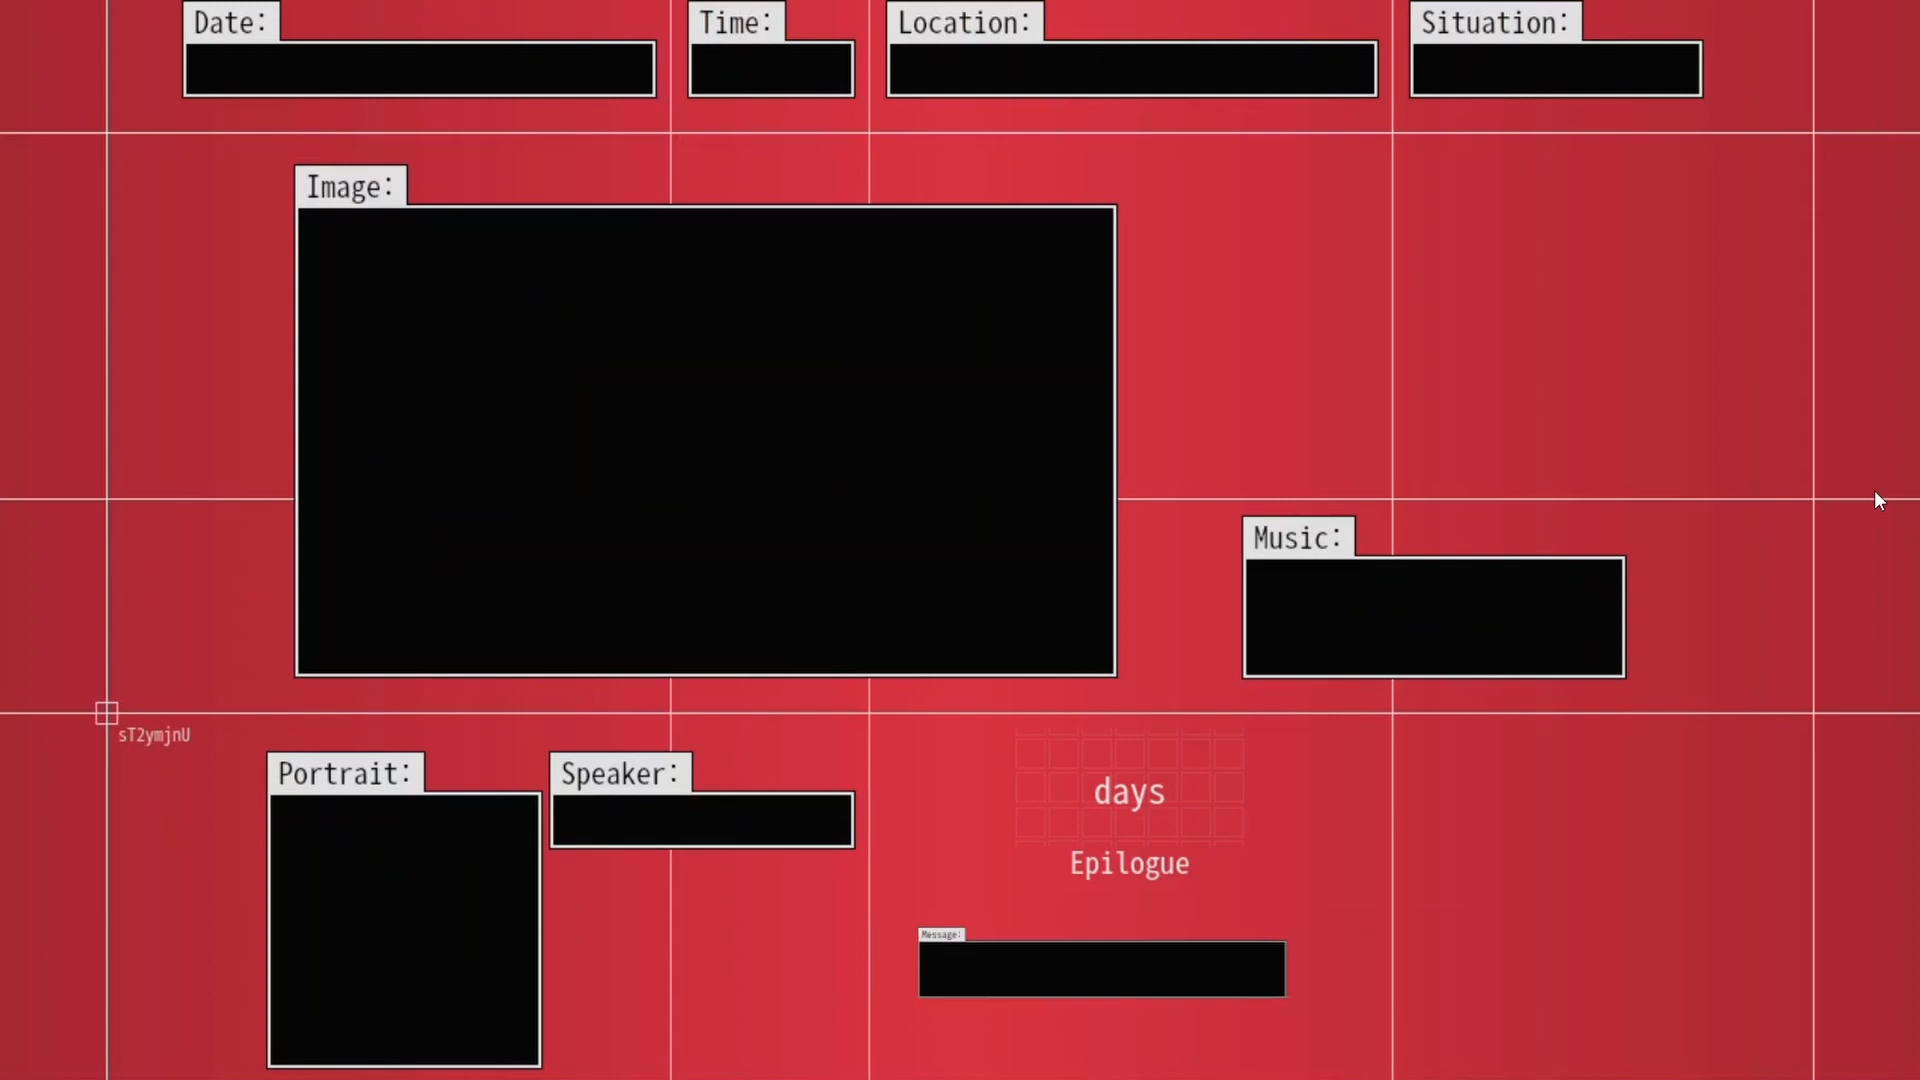 Date:
Time:
Location:
Situation:
Image:
Music:
sT2ymjnU
Portrait:
Speaker:
days
Epilogue
Message: